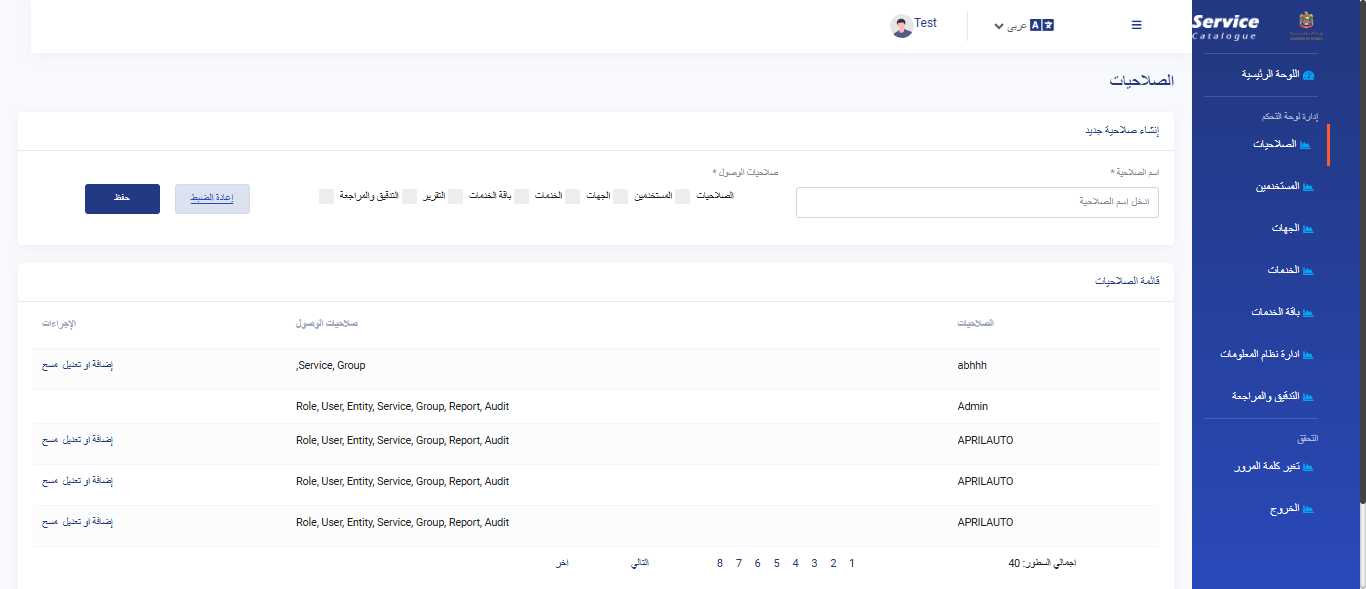 Service
Catalogue
اللوحة الرئيسية
إدارة لوحة التحكم
الصلاحيات
المستخدمين
الجهات
الخدمات
باقة الخدمات
ادارة نظام المعلومات
التدقيق والمراجعة
التحقق
تغير كلمة المرور
الخروج
عربى
Test
الصلاحيات
إنشاء صلاحية جديد
اسم الصلاحية *
ادخل اسم الصلاحية
صلاحيات الوصول *
الصلاحيات المستخدمين الجهات الخدمات باقة الخدمات التقرير التدقيق والمراجعة
إعادة الضبط
حفظ
قائمة الصلاحيات
الصلاحيات صلاحيات الوصول الإجراءات
abhhh ,Service, Group إضافة او تعديل مسح
Admin Role, User, Entity, Service, Group, Report, Audit
APRILAUTO Role, User, Entity, Service, Group, Report, Audit إضافة او تعديل مسح
APRILAUTO Role, User, Entity, Service, Group, Report, Audit إضافة او تعديل مسح
APRILAUTO Role, User, Entity, Service, Group, Report, Audit إضافة او تعديل مسح
اجمالي السطور: 40 1 2 3 4 5 6 7 8 التالي اخر